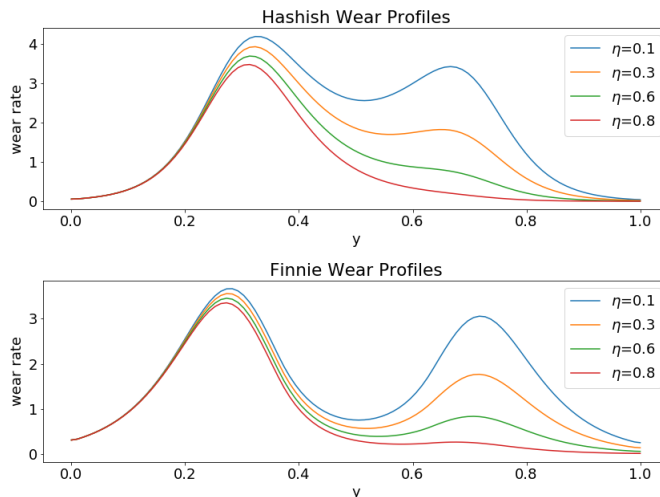 Hashish Wear Profiles
wear rate
4
3
2
1
0
η=0.1
η=0.3
η=0.6
η=0.8
0.0 0.2 0.4 0.6 0.8 1.0
y
Finnie Wear Profiles
wear rate
3
2
1
0
η=0.1
η=0.3
η=0.6
η=0.8
0.0 0.2 0.4 0.6 0.8 1.0
y